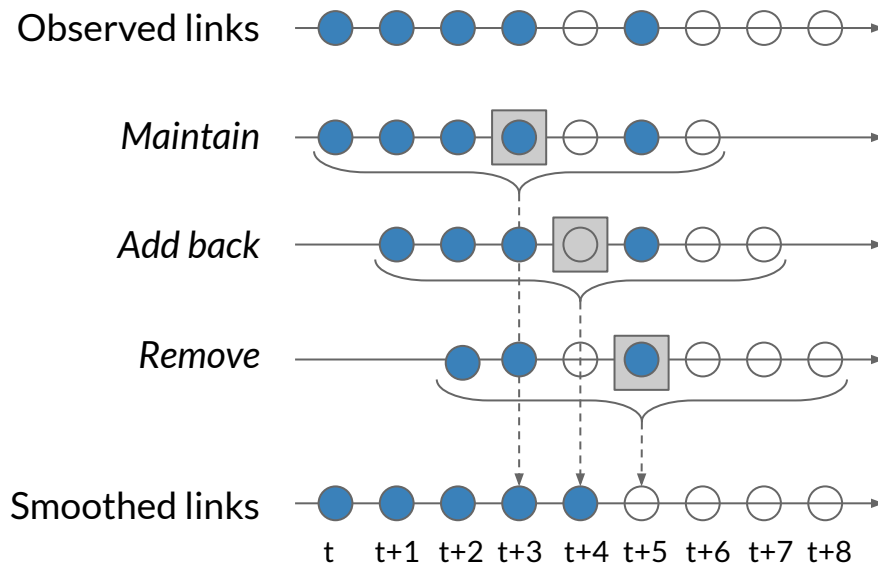 Observed links
Maintain
Add back
Remove
Smoothed links
t t+1 t+2 t+3 t+4 t+5 t+6 t+7 t+8